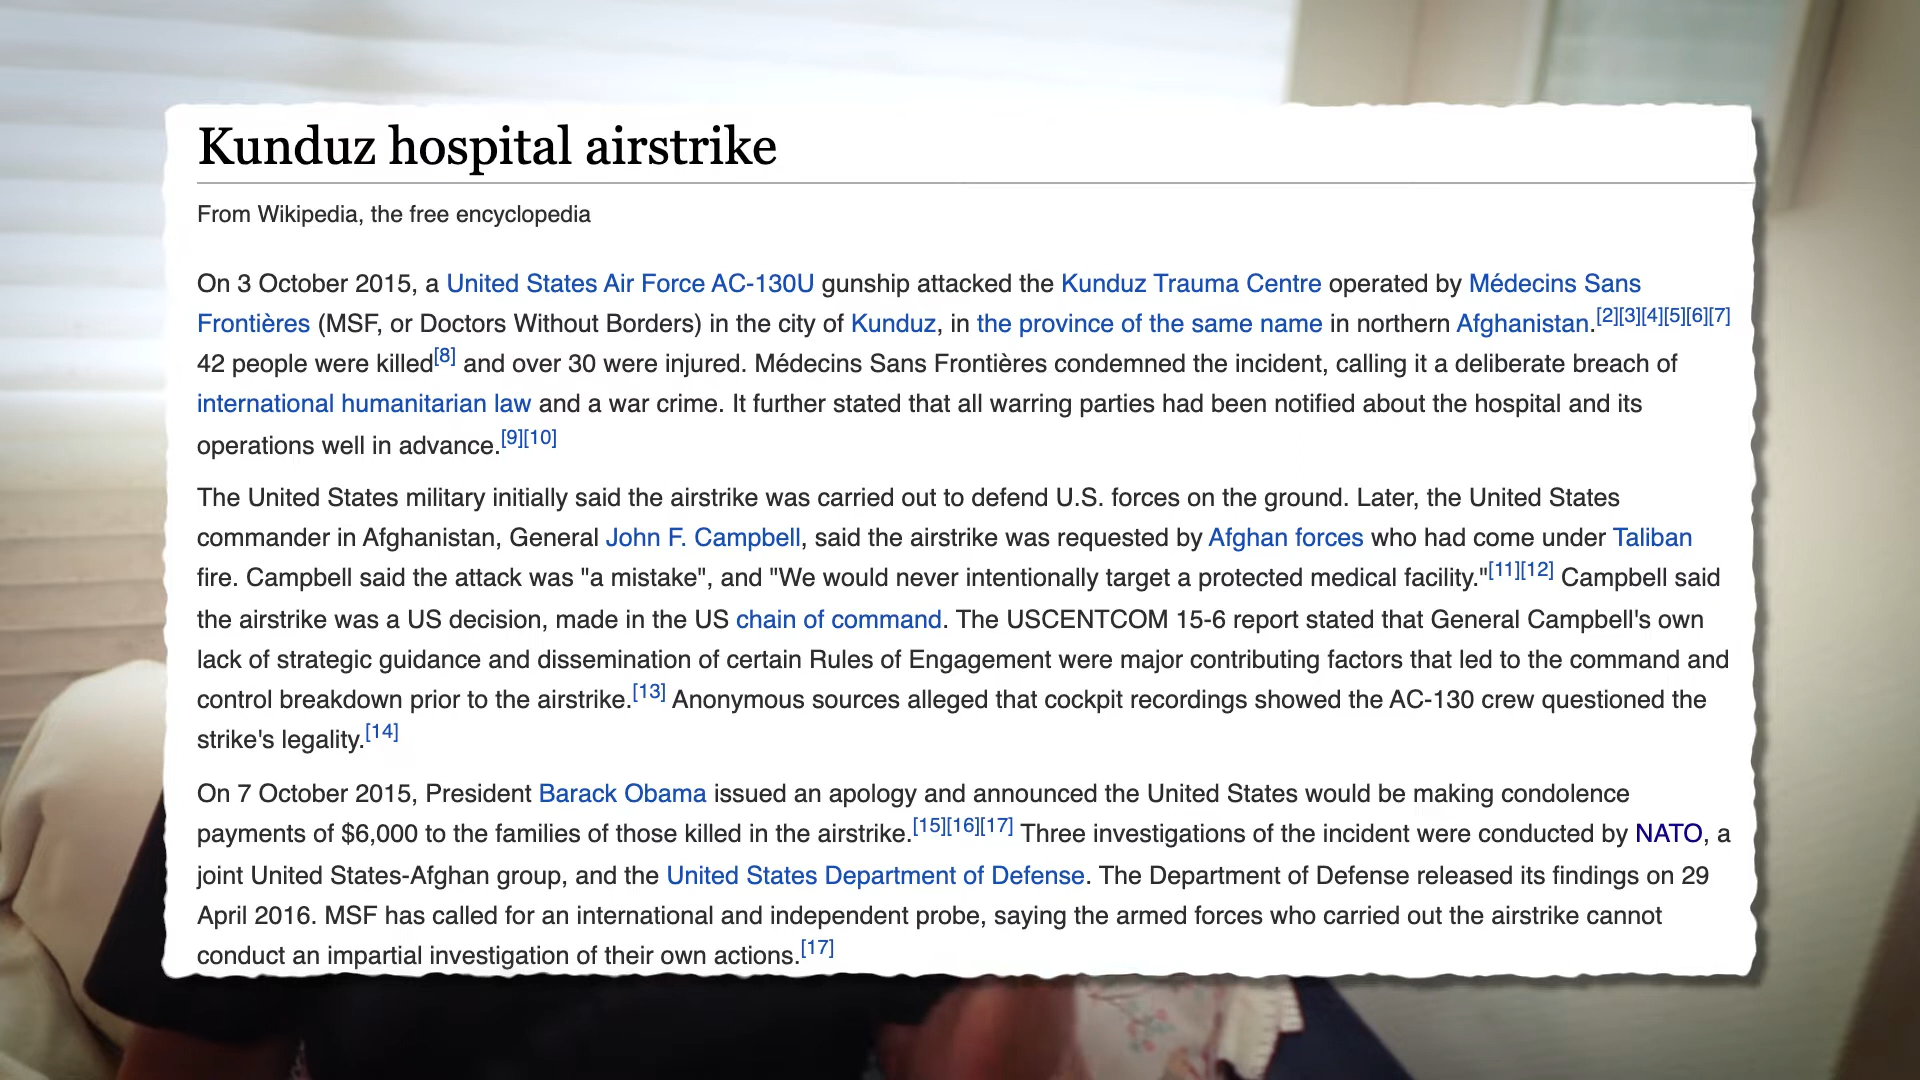 Kunduz hospital airstrike
From Wikipedia, the free encyclopedia
On 3 October 2015, a United States Air Force AC-130U gunship attacked the Kunduz Trauma Centre operated by Médecins Sans
Frontières (MSF, or Doctors Without Borders) in the city of Kunduz, in the province of the same name in northern Afghanistan.[2][3][4][5][6][7]
42 people were killed[8] and over 30 were injured. Médecins Sans Frontières condemned the incident, calling it a deliberate breach of
international humanitarian law and a war crime. It further stated that all warring parties had been notified about the hospital and its
operations well in advance.[9][10]
The United States military initially said the airstrike was carried out to defend U.S. forces on the ground. Later, the United States
commander in Afghanistan, General John F. Campbell, said the airstrike was requested by Afghan forces who had come under Taliban
fire. Campbell said the attack was "a mistake", and "We would never intentionally target a protected medical facility."[11][12] Campbell said
the airstrike was a US decision, made in the US chain of command. The USCENTCOM 15-6 report stated that General Campbell's own
lack of strategic guidance and dissemination of certain Rules of Engagement were major contributing factors that led to the command and
control breakdown prior to the airstrike.[13] Anonymous sources alleged that cockpit recordings showed the AC-130 crew questioned the
strike's legality.[14]
On 7 October 2015, President Barack Obama issued an apology and announced the United States would be making condolence
payments of $6,000 to the families of those killed in the airstrike.[15][16][17] Three investigations of the incident were conducted by NATO, a
joint United States-Afghan group, and the United States Department of Defense. The Department of Defense released its findings on 29
April 2016. MSF has called for an international and independent probe, saying the armed forces who carried out the airstrike cannot
conduct an impartial investigation of their own actions.[17]